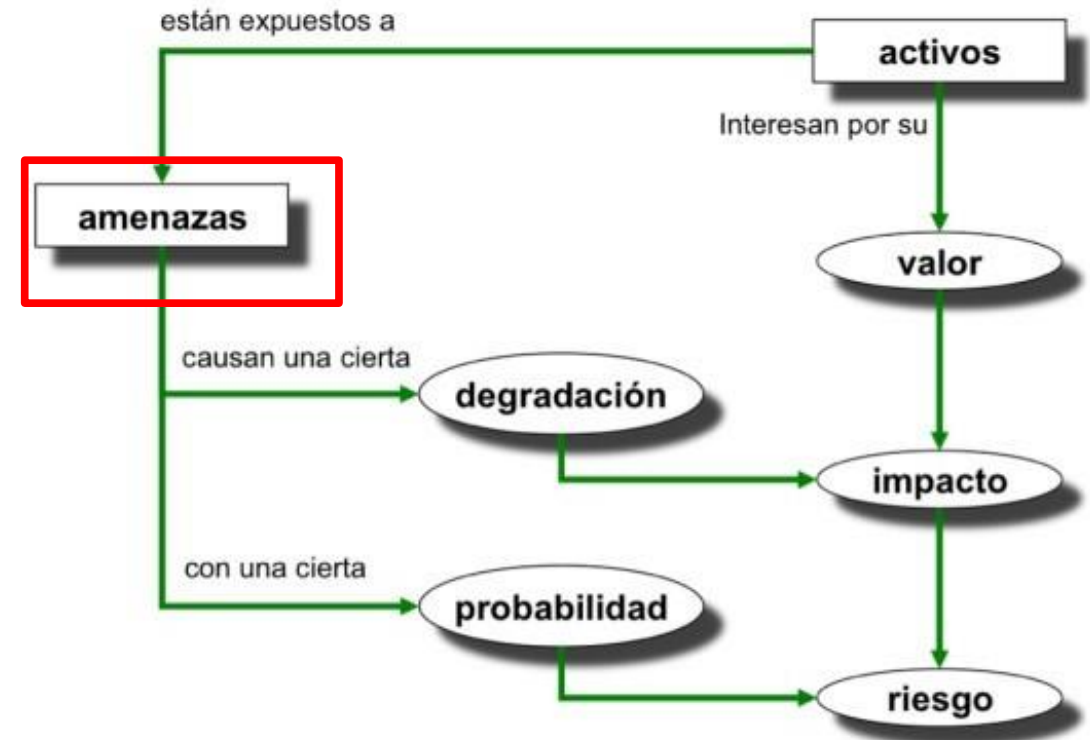 están expuestos a
activos
Interesan por su
amenazas
valor
causan una cierta
degradación
impacto
con una cierta
probabilidad
riesgo